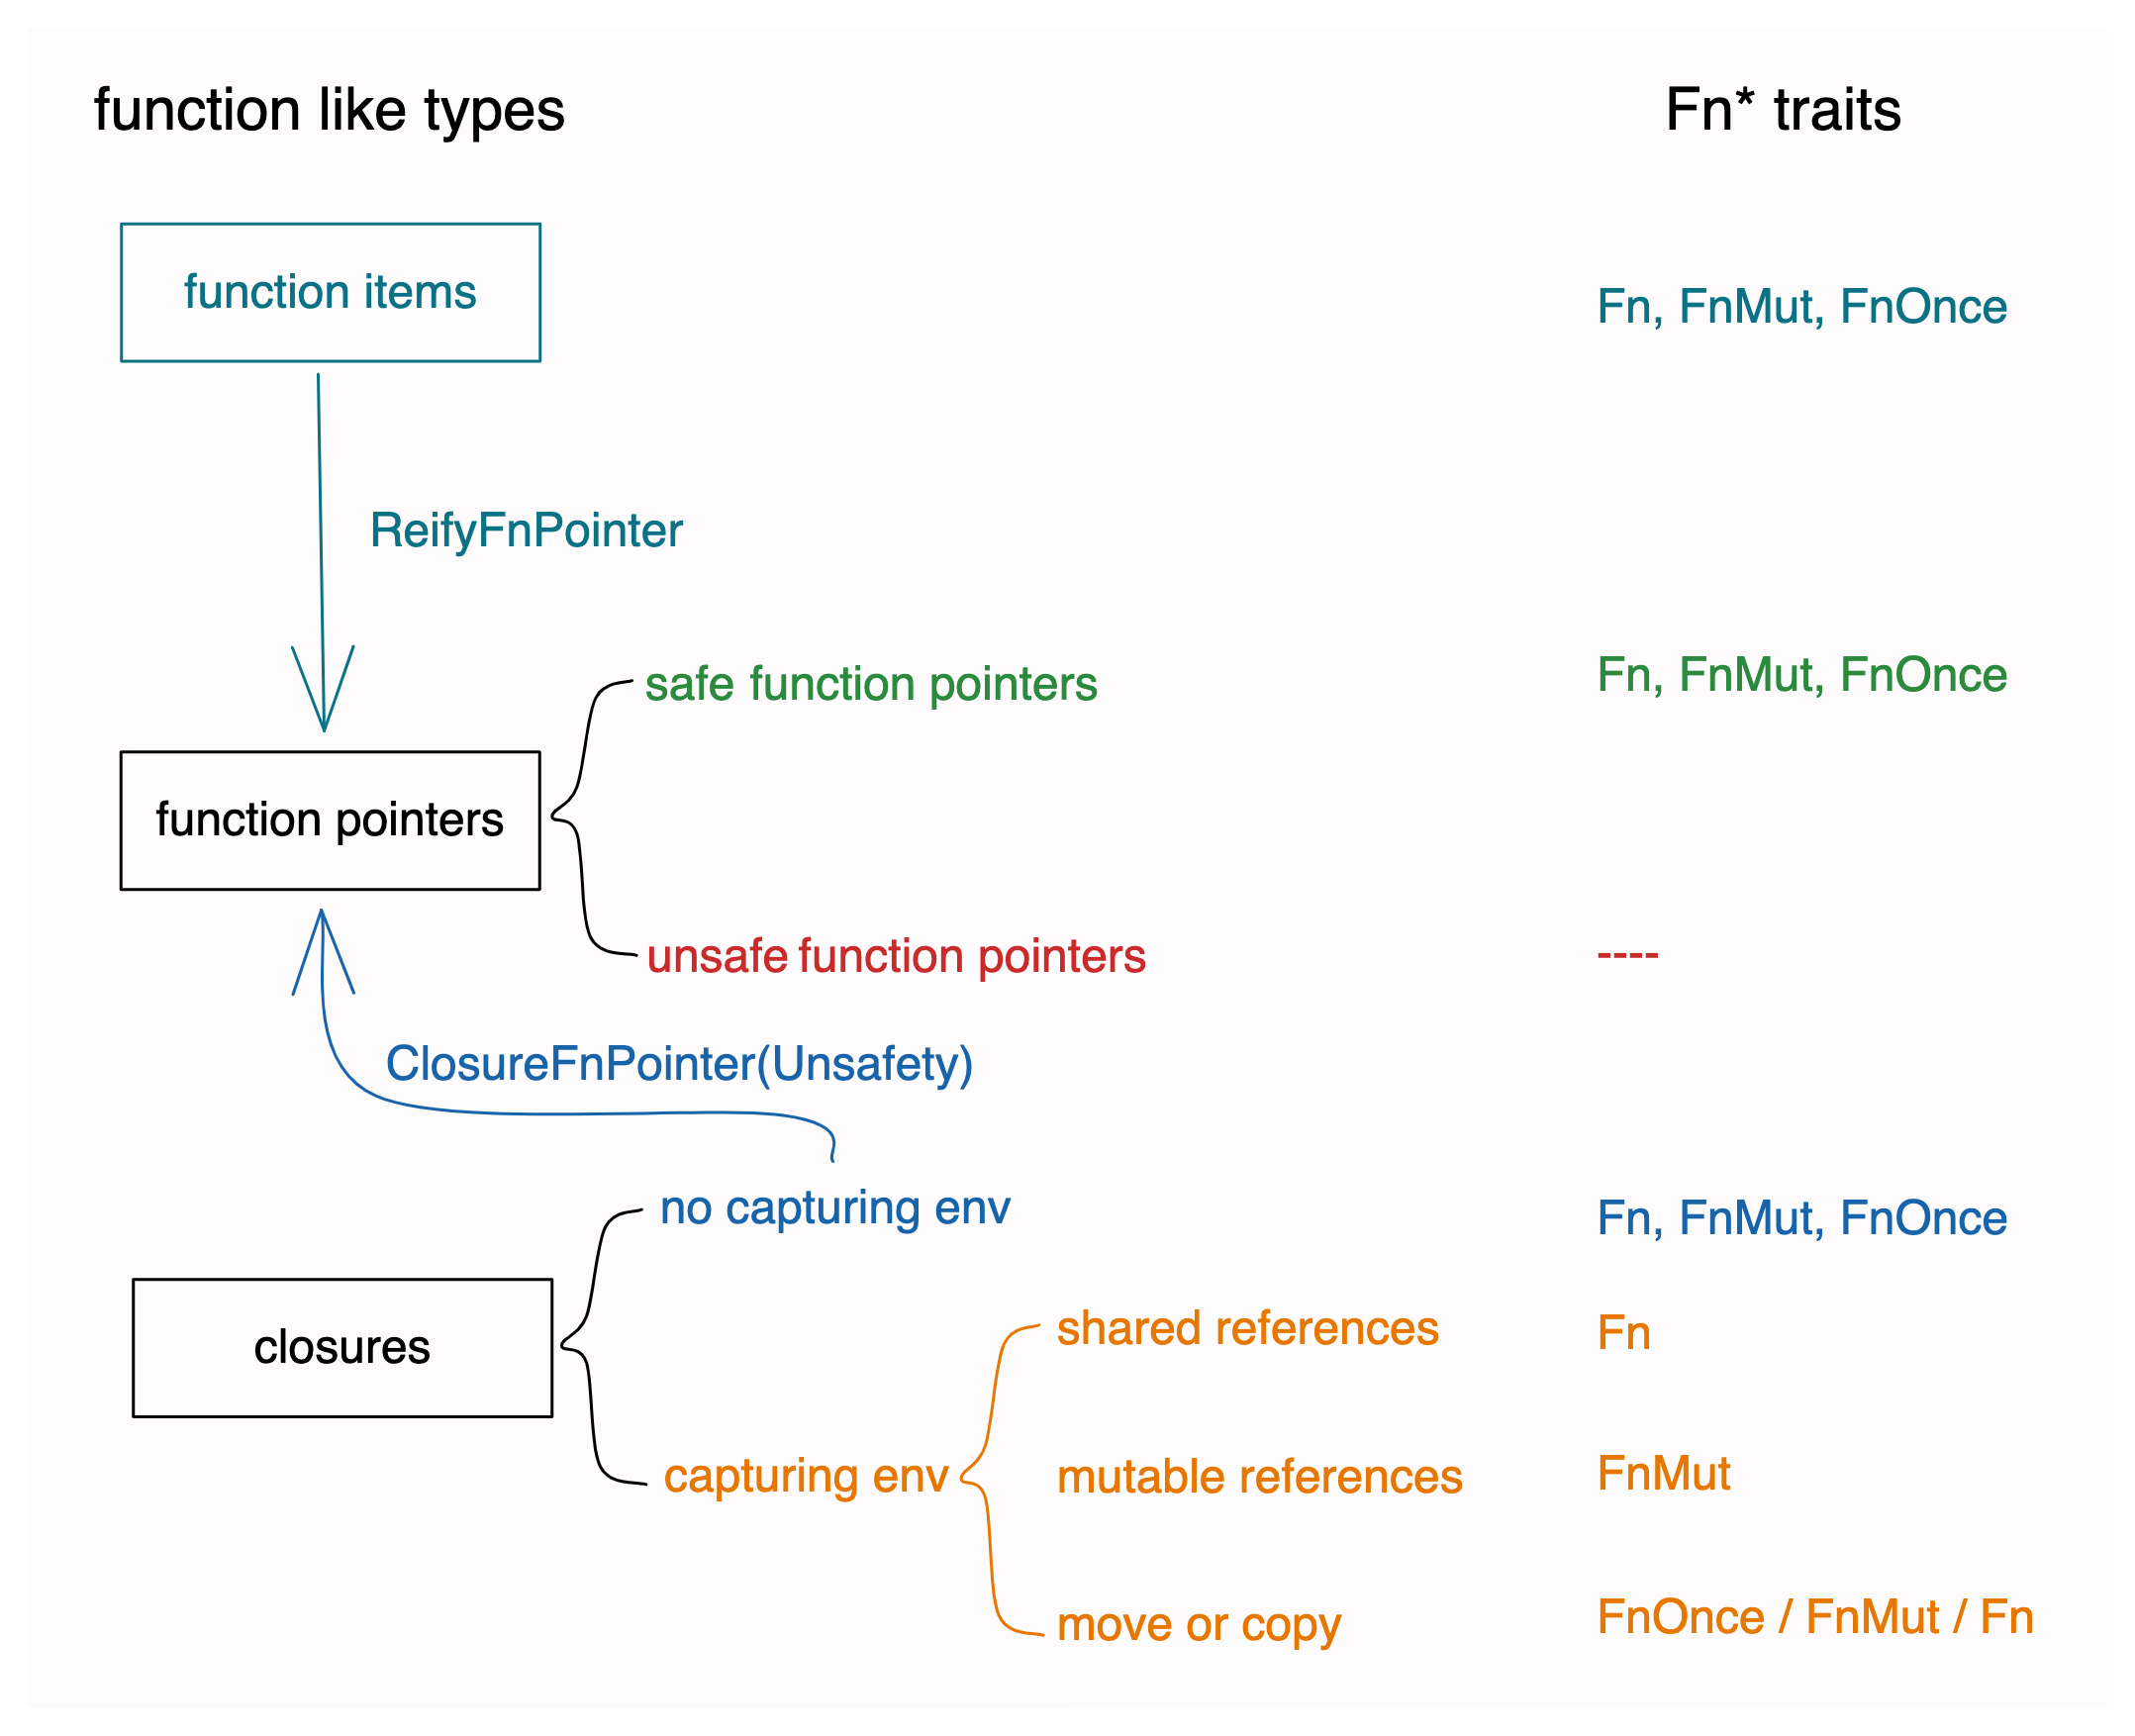 function like types
Fn* traits
function items
Fn, FnMut, FnOnce
ReifyFnPointer
safe function pointers
Fn, FnMut, FnOnce
function pointers
unsafe function pointers
----
ClosureFnPointer(Unsafety)
no capturing env
Fn, FnMut, FnOnce
closures
shared references
Fn
capturing env
mutable references
FnMut
move or copy
FnOnce / FnMut / Fn